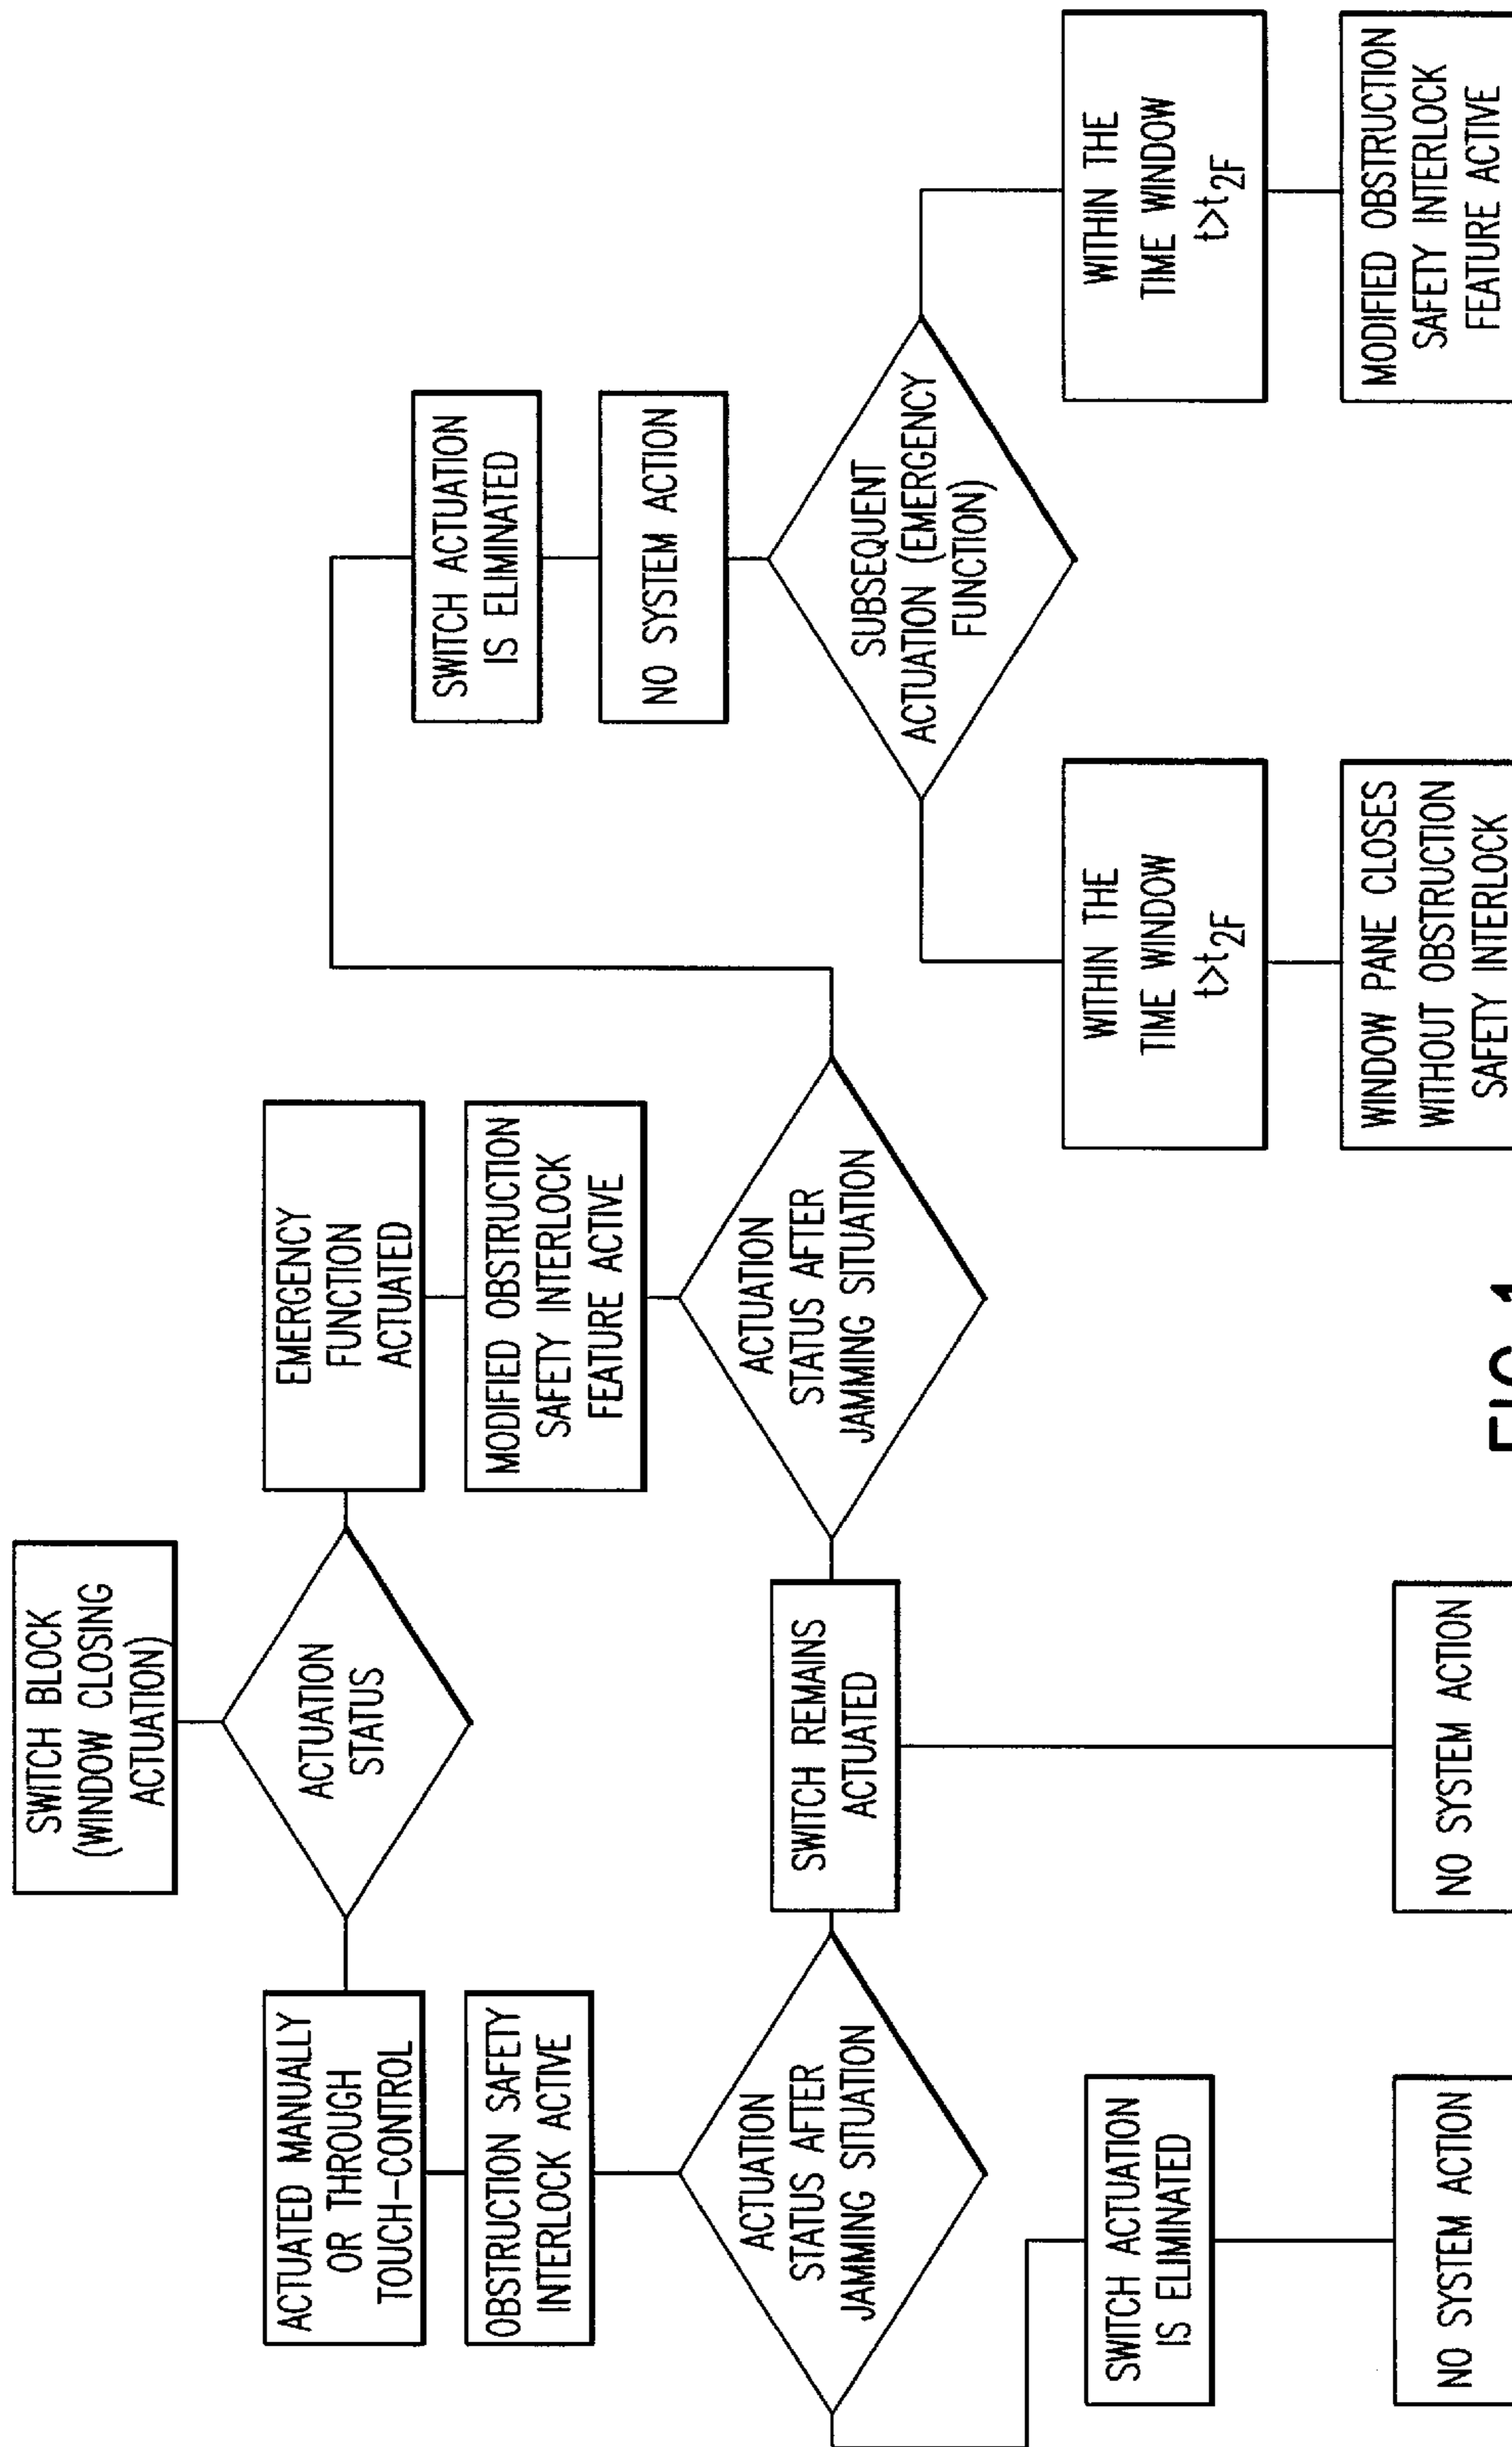 SWITCH BLOCK
(WINDOW CLOSING
ACTUATION)
ACTUATION
STATUS
ACTUATED MANUALLY
OR THROUGH
TOUCH-CONTROL
EMERGENCY
FUNCTION
ACTUATED
OBSTRUCTION SAFETY
INTERLOCK ACTIVE
MODIFIED OBSTRUCTION
SAFETY INTERLOCK
FEATURE ACTIVE
ACTUATION
STATUS AFTER
JAMMING SITUATION
SWITCH REMAINS
ACTUATED
ACTUATION
STATUS AFTER
JAMMING SITUATION
SWITCH ACTUATION
IS ELIMINATED
NO SYSTEM ACTION
SUBSEQUENT
ACTUATION (EMERGENCY
FUNCTION)
SWITCH ACTUATION
IS ELIMINATED
WITHIN THE
TIME WINDOW
t>t2F
WITHIN THE
TIME WINDOW
t>t2F
NO SYSTEM ACTION
NO SYSTEM ACTION
WINDOW PANE CLOSES
WITHOUT OBSTRUCTION
SAFETY INTERLOCK
MODIFIED OBSTRUCTION
SAFETY INTERLOCK
FEATURE ACTIVE
FIG. 1